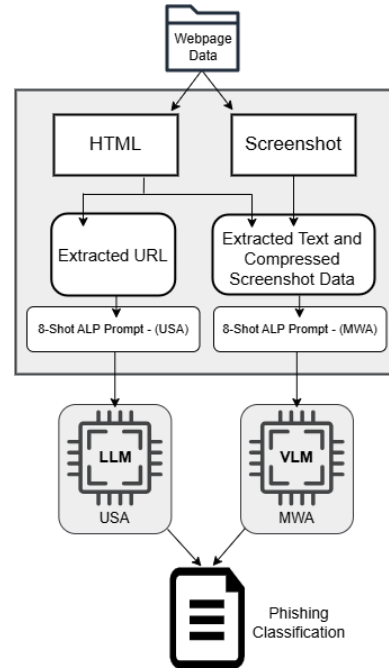 Webpage
Data
HTML
Screenshot
Extracted URL
Extracted Text and
Compressed
Screenshot Data
8-Shot ALP Prompt - (USA)
8-Shot ALP Prompt - (MWA)
LLM
USA
VLM
MWA
Phishing
Classification